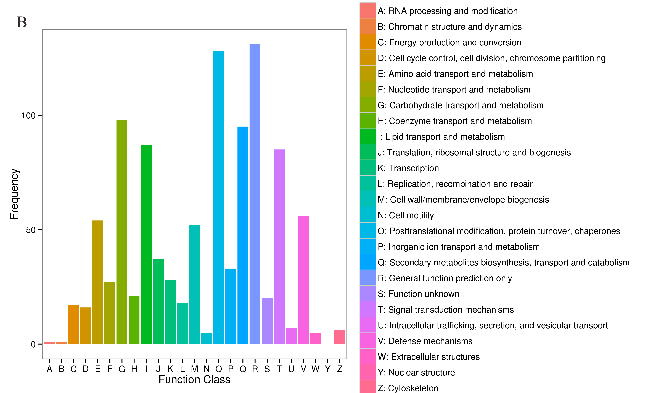 B
A: RNA processing and modification
B: Chromatin structure and dynamics
C: Energy production and conversion
D: Cell cycle control, cell division, chromosome partitioning
E: Amino acid transport and metabolism
F: Nucleotide transport and metabolism
G: Carbohydrate transport and metabolism
H: Coenzyme transport and metabolism
I: Lipid transport and metabolism
J: Translation, ribosomal structure and biogenesis
K: Transcription
L: Replication, recombination and repair
M: Cell wall/membrane/envelope biogenesis
N: Cell motility
O: Posttranslational modification, protein turnover, chaperones
P: Inorganic ion transport and metabolism
Q: Secondary metabolites biosynthesis, transport and catabolism
R: General function prediction only
S: Function unknown
T: Signal transduction mechanisms
U: Intracellular trafficking, secretion, and vesicular transport
V: Defense mechanisms
W: Extracellular structures
Y: Nuclear structure
Z: Cytoskeleton
Frequency
100
50
0
A B C D E F G H I J K L M N O P Q R S T U V W Y Z
Function Class